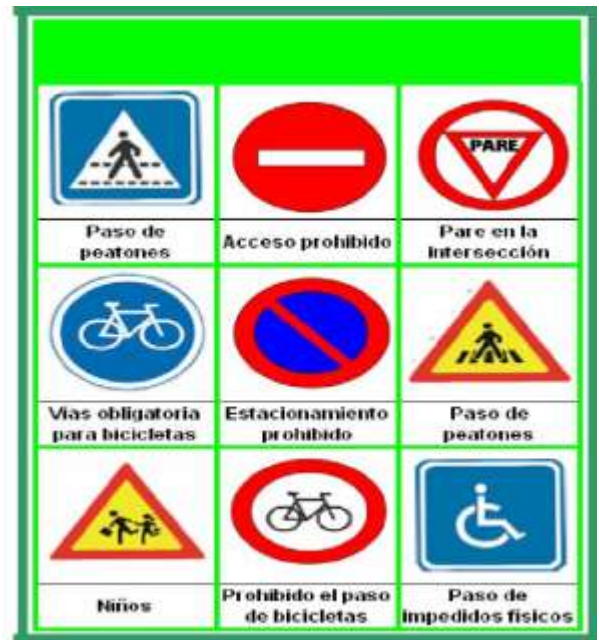 PARE
Paso de
peatones
Acceso prohibido
Pare en la
intersección
Vías obligatoria
para bicicletas
Estacionamiento
prohibido
Paso de
peatones
Niños
Prohibido el paso
de bicicletas
Paso de
impedidos físicos